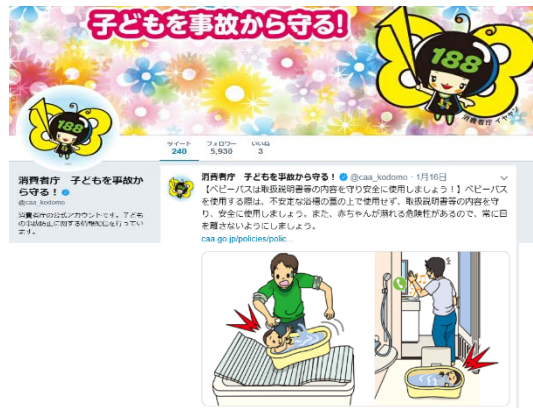 子どもを事故から守る!
188
消費者庁 イヤヤン
188
ツイート フォロワー いいね
240 5,930 3
消費者庁 子どもを事故か
ら守る!
@caa_kodomo
消費者庁の公式アカウントです。子ども
の事故防止に関する情報配信を行ってい
ます。
消費者庁 子どもを事故から守る! @caa_kodomo · 1月16日
【ベビーバスは取扱説明書等の内容を守り安全に使用しましょう!】ベビーバス
を使用する際は、不安定な浴槽の蓋の上で使用せず、取扱説明書等の内容を守
り、安全に使用しましょう。また、赤ちゃんが溺れる危険性があるので、常に目
を離さないようにしましょう。
caa.go.jp/policies/polic...